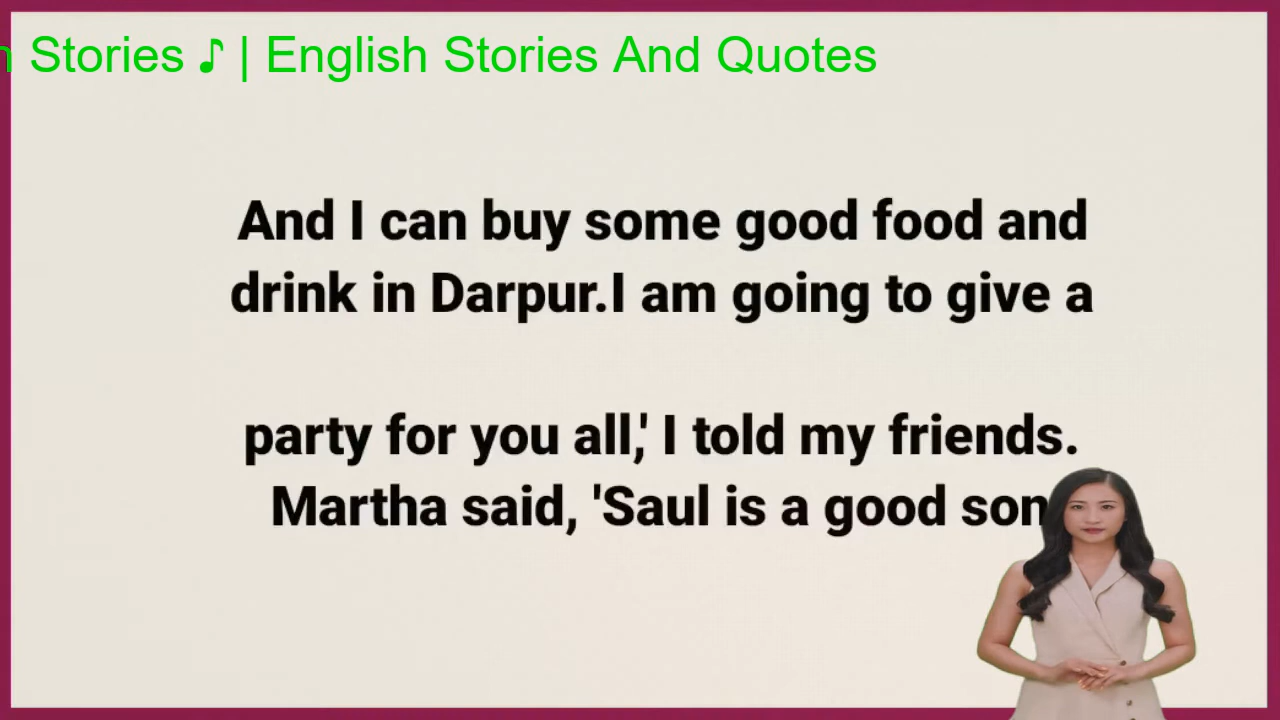 Stories ♪ | English Stories And Quotes
And I can buy some good food and
drink in Darpur.I am going to give a
party for you all,' I told my friends.
Martha said, 'Saul is a good son